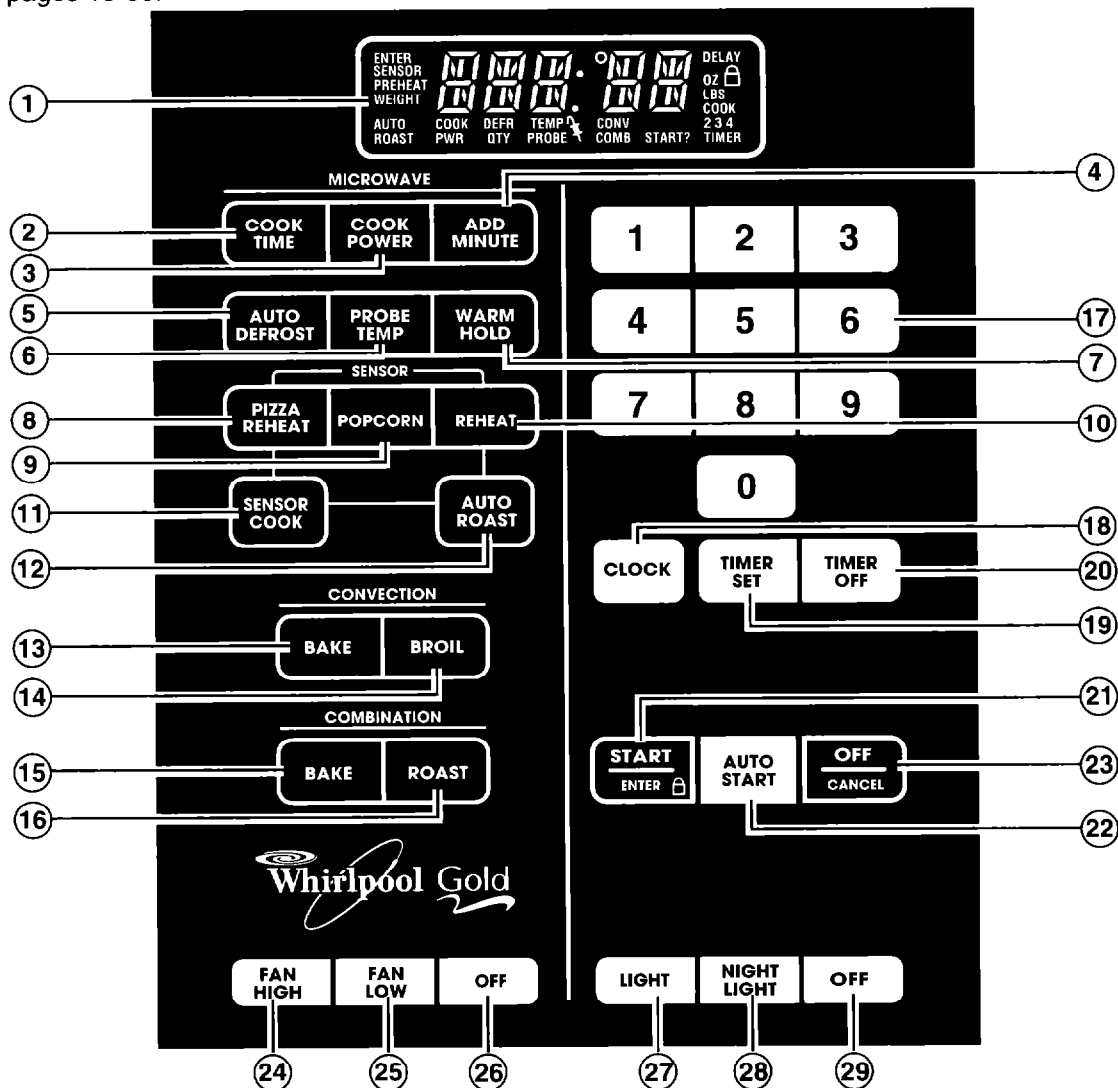 pages
ENTER
SENSOR
PREHEAT
WEIGHT
AUTO ROAST
COOK PWR
DEFR QTY
TEMP PROBE
CONV COMB
START?
DELAY
OZ
LBS
COOK
2 3 4
TIMER
1
MICROWAVE
COOK TIME
COOK POWER
ADD MINUTE
2
3
4
AUTO DEFROST
PROBE TEMP
WARM HOLD
5
6
7
SENSOR
PIZZA REHEAT
POPCORN
REHEAT
8
9
10
SENSOR COOK
AUTO ROAST
11
12
CONVECTION
BAKE
BROIL
13
14
COMBINATION
BAKE
ROAST
15
16
Whirlpool Gold
FAN HIGH
FAN LOW
OFF
24
25
26
1 2 3
4 5 6
7 8 9
0
17
CLOCK
TIMER SET
TIMER OFF
18
19
20
START
ENTER
AUTO START
OFF
CANCEL
21
22
23
LIGHT
NIGHT LIGHT
OFF
27
28
29